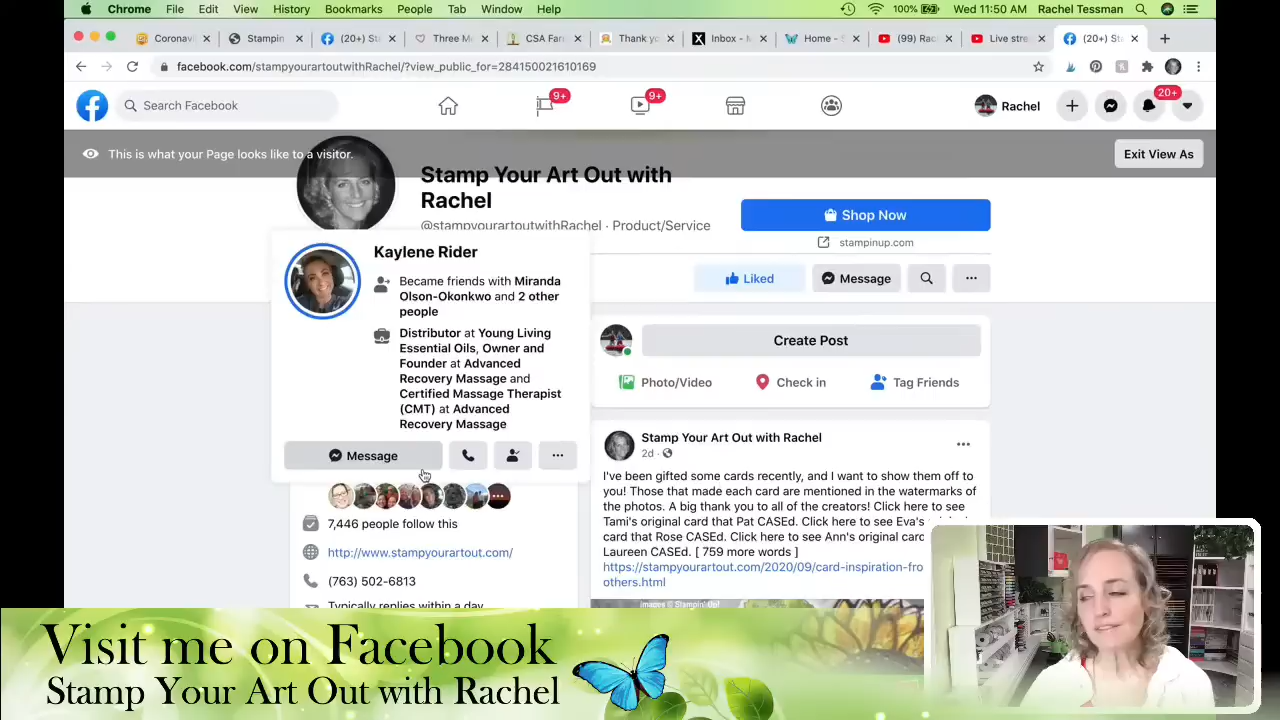 Chrome File Edit View History Bookmarks People Tab Window Help 100% Wed 11:50 AM Rachel Tessman
Coronavi Stampin (20+) St Three M CSA Far Thank yo Inbox - Home - S (99) Rac Live stre (20+) St
facebook.com/stampyourartoutwithRachel/?view_public_for=284150021610169
Search Facebook 9+ 9+ Rachel 20+
This is what your Page looks like to a visitor. Exit View As
Stamp Your Art Out with
Rachel
@stampyourartoutwithRachel · Product/Service
Shop Now
stampinup.com
Liked Message
Kaylene Rider
Became friends with Miranda
Olson-Okonkwo and 2 other
people
Distributor at Young Living
Essential Oils, Owner and
Founder at Advanced
Recovery Massage and
Certified Massage Therapist
(CMT) at Advanced
Recovery Massage
Message
7,446 people follow this
http://www.stampyourartout.com/
(763) 502-6813
Typically replies within a day
Create Post
Photo/Video Check in Tag Friends
Stamp Your Art Out with Rachel
2d
I've been gifted some cards recently, and I want to show them off to
you! Those that made each card are mentioned in the watermarks of
the photos. A big thank you to all of the creators! Click here to see
Tami's original card that Pat CASEd. Click here to see Eva's
card that Rose CASEd. Click here to see Ann's original card
Laureen CASEd. [ 759 more words ]
https://stampyourartout.com/2020/09/card-inspiration-fro
others.html
images © Stampin' Up!
Visit me on Facebook
Stamp Your Art Out with Rachel